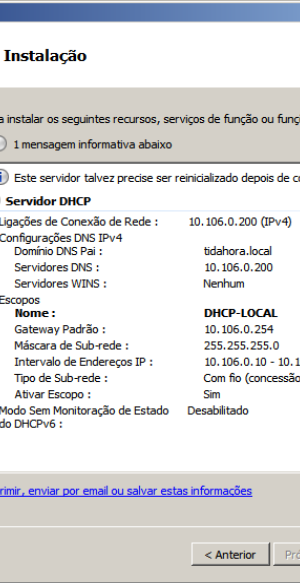 Instalação
a instalar os seguintes recursos, serviços de função ou
1 mensagem informativa abaixo
Este servidor talvez precise ser reinicializado depois de
Servidor DHCP
Ligações de Conexão de Rede : 10.106.0.200 (IPv4)
Configurações DNS IPv4
Domínio DNS Pai : tidahora.local
Servidores DNS : 10.106.0.200
Servidores WINS : Nenhum
Escopos
Nome : DHCP-LOCAL
Gateway Padrão : 10.106.0.254
Máscara de Sub-rede : 255.255.255.0
Intervalo de Endereços IP : 10.106.0.10 - 10.1
Tipo de Sub-rede : Com fio (concessão
Ativar Escopo : Sim
Modo Sem Monitoração de Estado Desabilitado
do DHCPv6 :
rimir, enviar por email ou salvar estas informações
< Anterior Pró